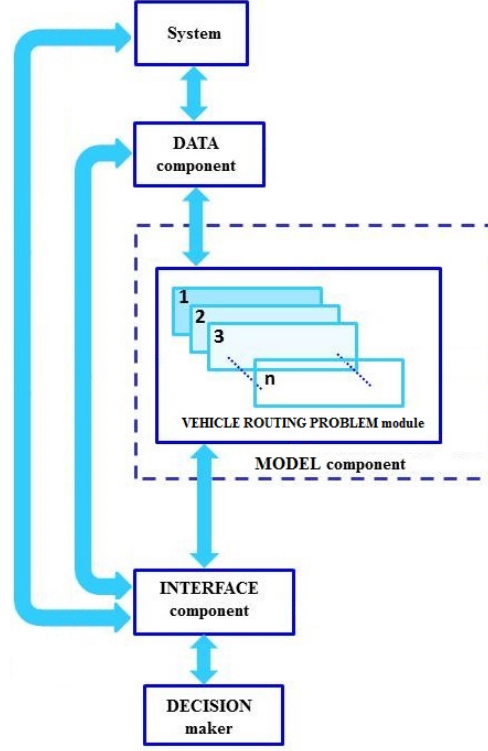 System
DATA
component
1
2
3
n
VEHICLE ROUTING PROBLEM module
MODEL component
INTERFACE
component
DECISION
maker